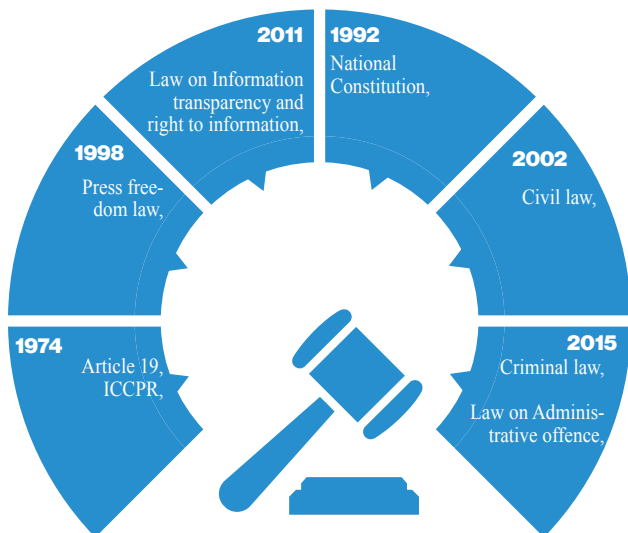 2011
Law on Information
transparency and
right to information,
1992
National
Constitution,
1998
Press free-
dom law,
2002
Civil law,
1974
Article 19,
ICCPR,
2015
Criminal law,
Law on Adminis-
trative offence,